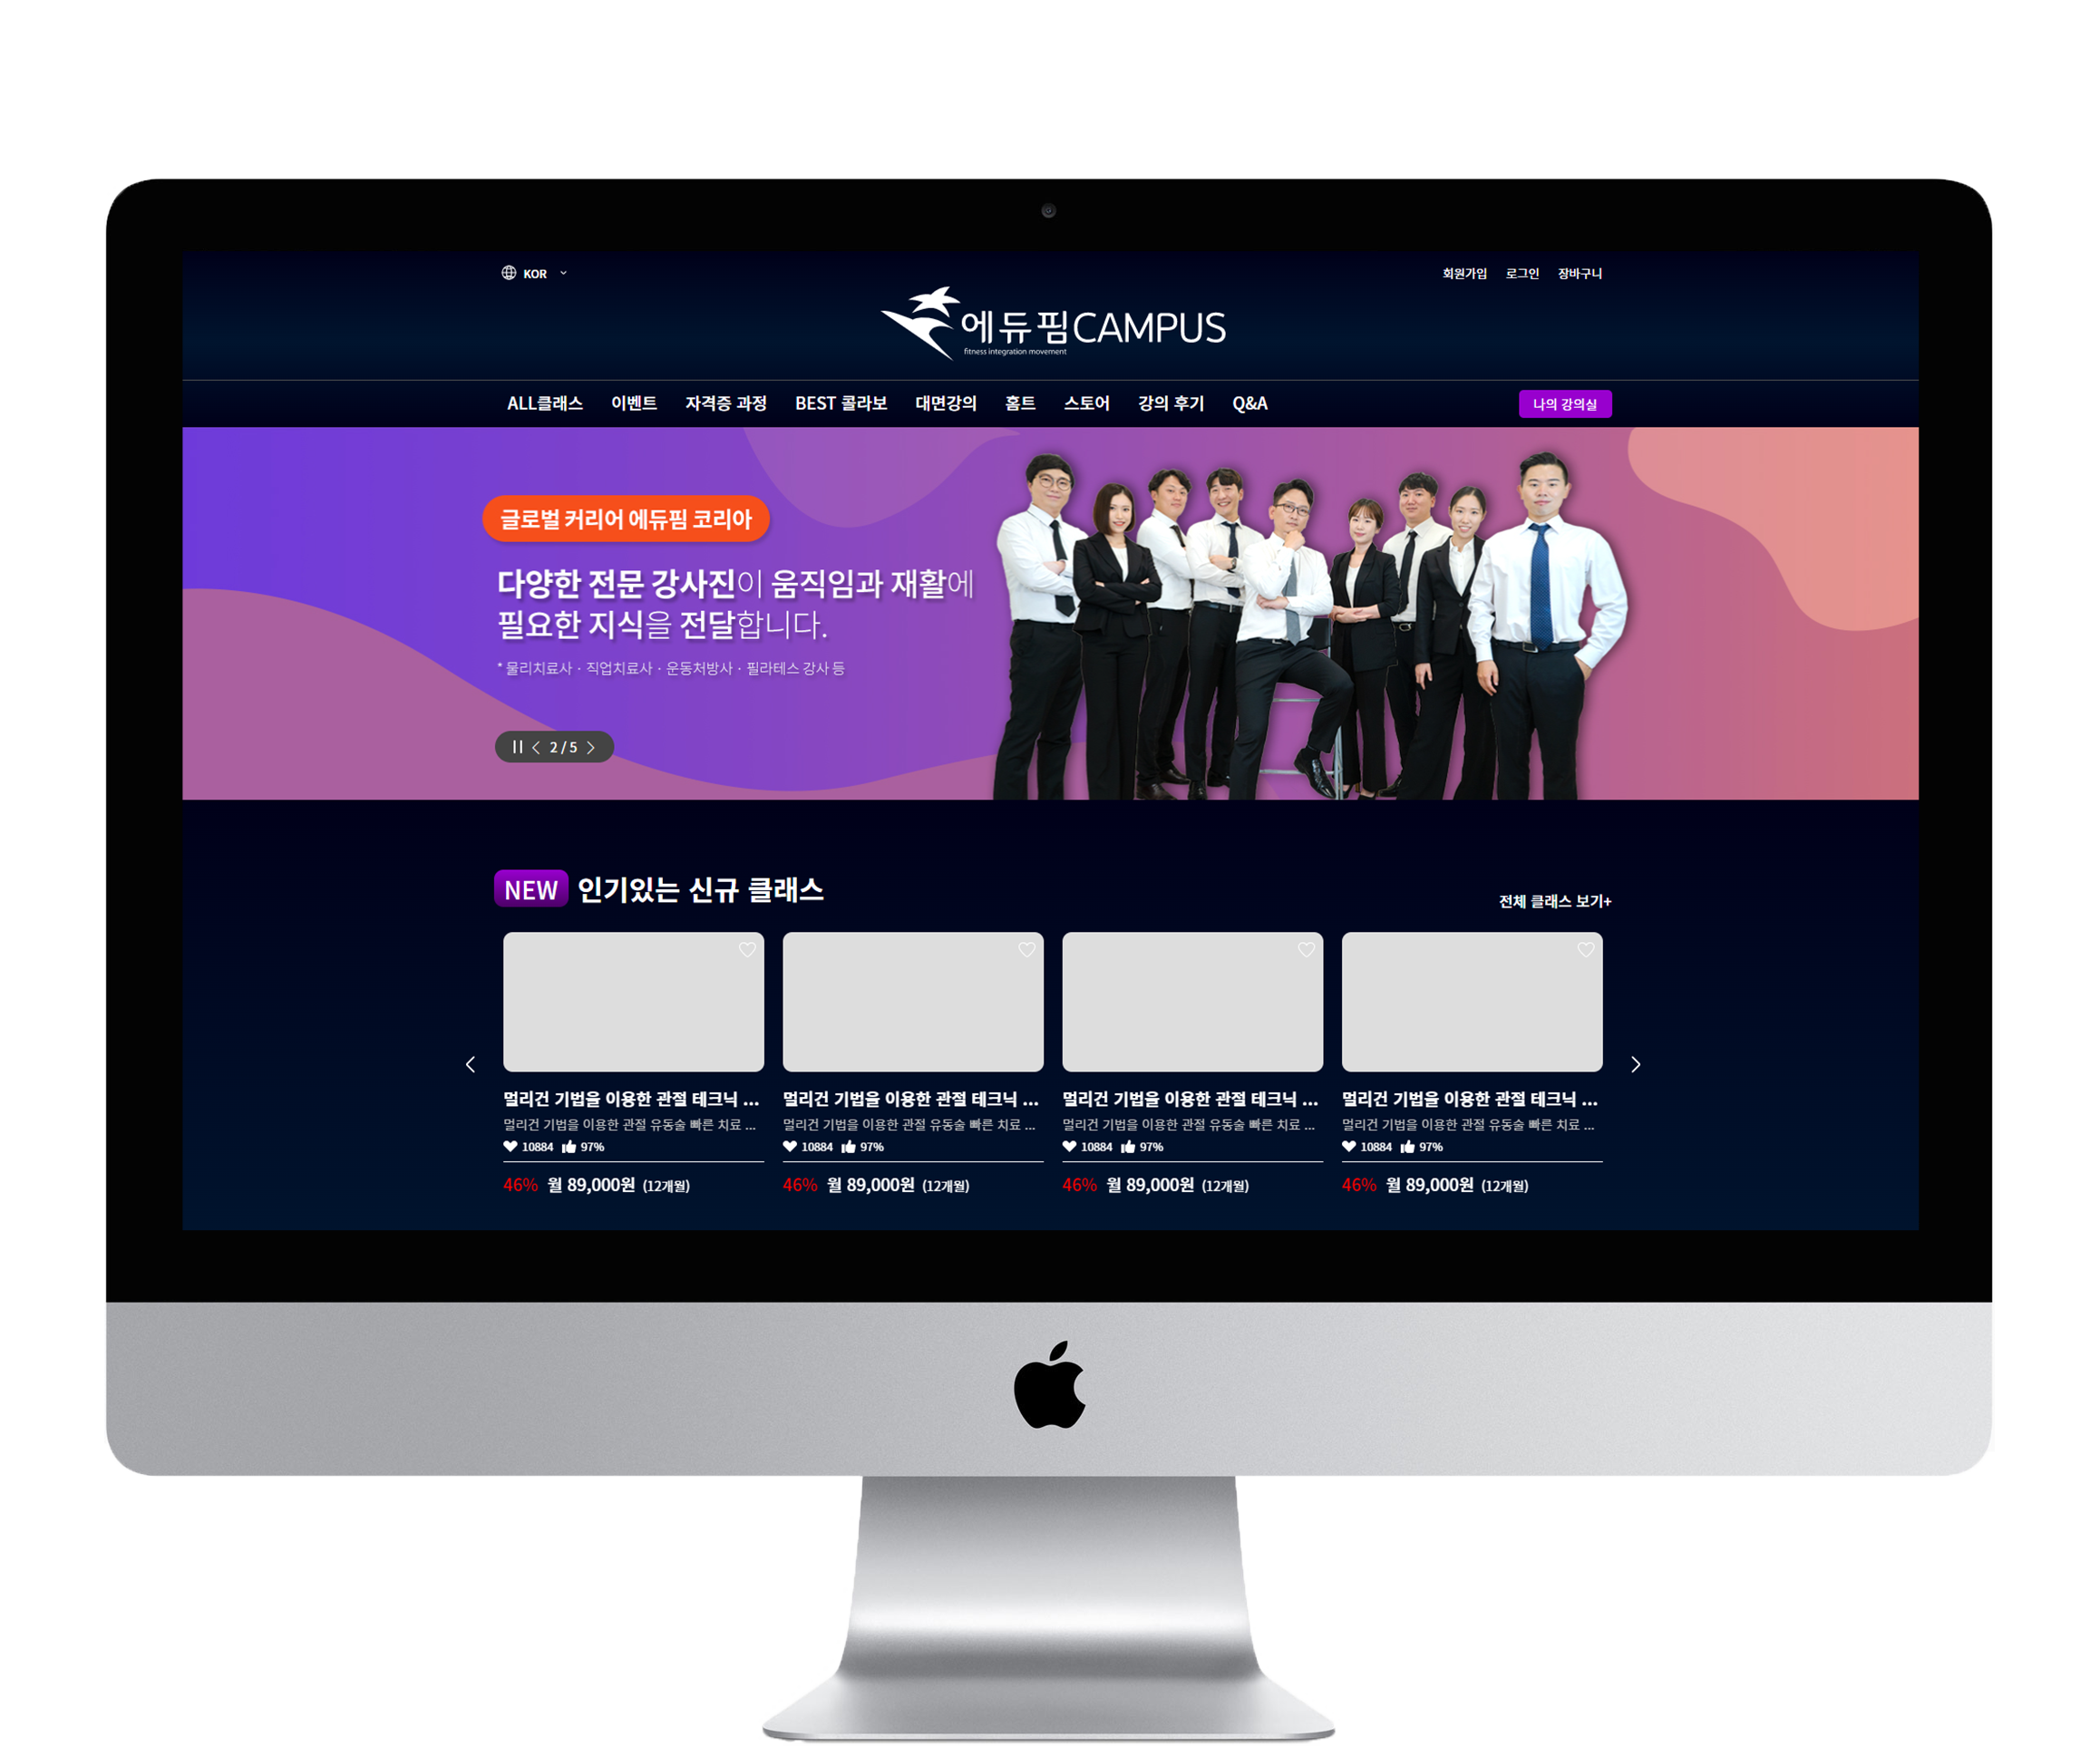 KOR
회원가입 로그인 장바구니
에듀핌CAMPUS
fitness integration movement
ALL클래스 이벤트 자격증 과정 BEST 콜라보 대면강의 홈트 스토어 강의 후기 Q&A
나의 강의실
글로벌 커리어 에듀핌 코리아
다양한 전문 강사진이 움직임과 재활에
필요한 지식을 전달합니다.
* 물리치료사 · 직업치료사 · 운동처방사 · 필라테스 강사 등
2 / 5
NEW 인기있는 신규 클래스
전체 클래스 보기+
멀리건 기법을 이용한 관절 테크닉 ...
멀리건 기법을 이용한 관절 유동술 빠른 치료 ...
10884 97%
46% 월 89,000원 (12개월)
멀리건 기법을 이용한 관절 테크닉 ...
멀리건 기법을 이용한 관절 유동술 빠른 치료 ...
10884 97%
46% 월 89,000원 (12개월)
멀리건 기법을 이용한 관절 테크닉 ...
멀리건 기법을 이용한 관절 유동술 빠른 치료 ...
10884 97%
46% 월 89,000원 (12개월)
멀리건 기법을 이용한 관절 테크닉 ...
멀리건 기법을 이용한 관절 유동술 빠른 치료 ...
10884 97%
46% 월 89,000원 (12개월)